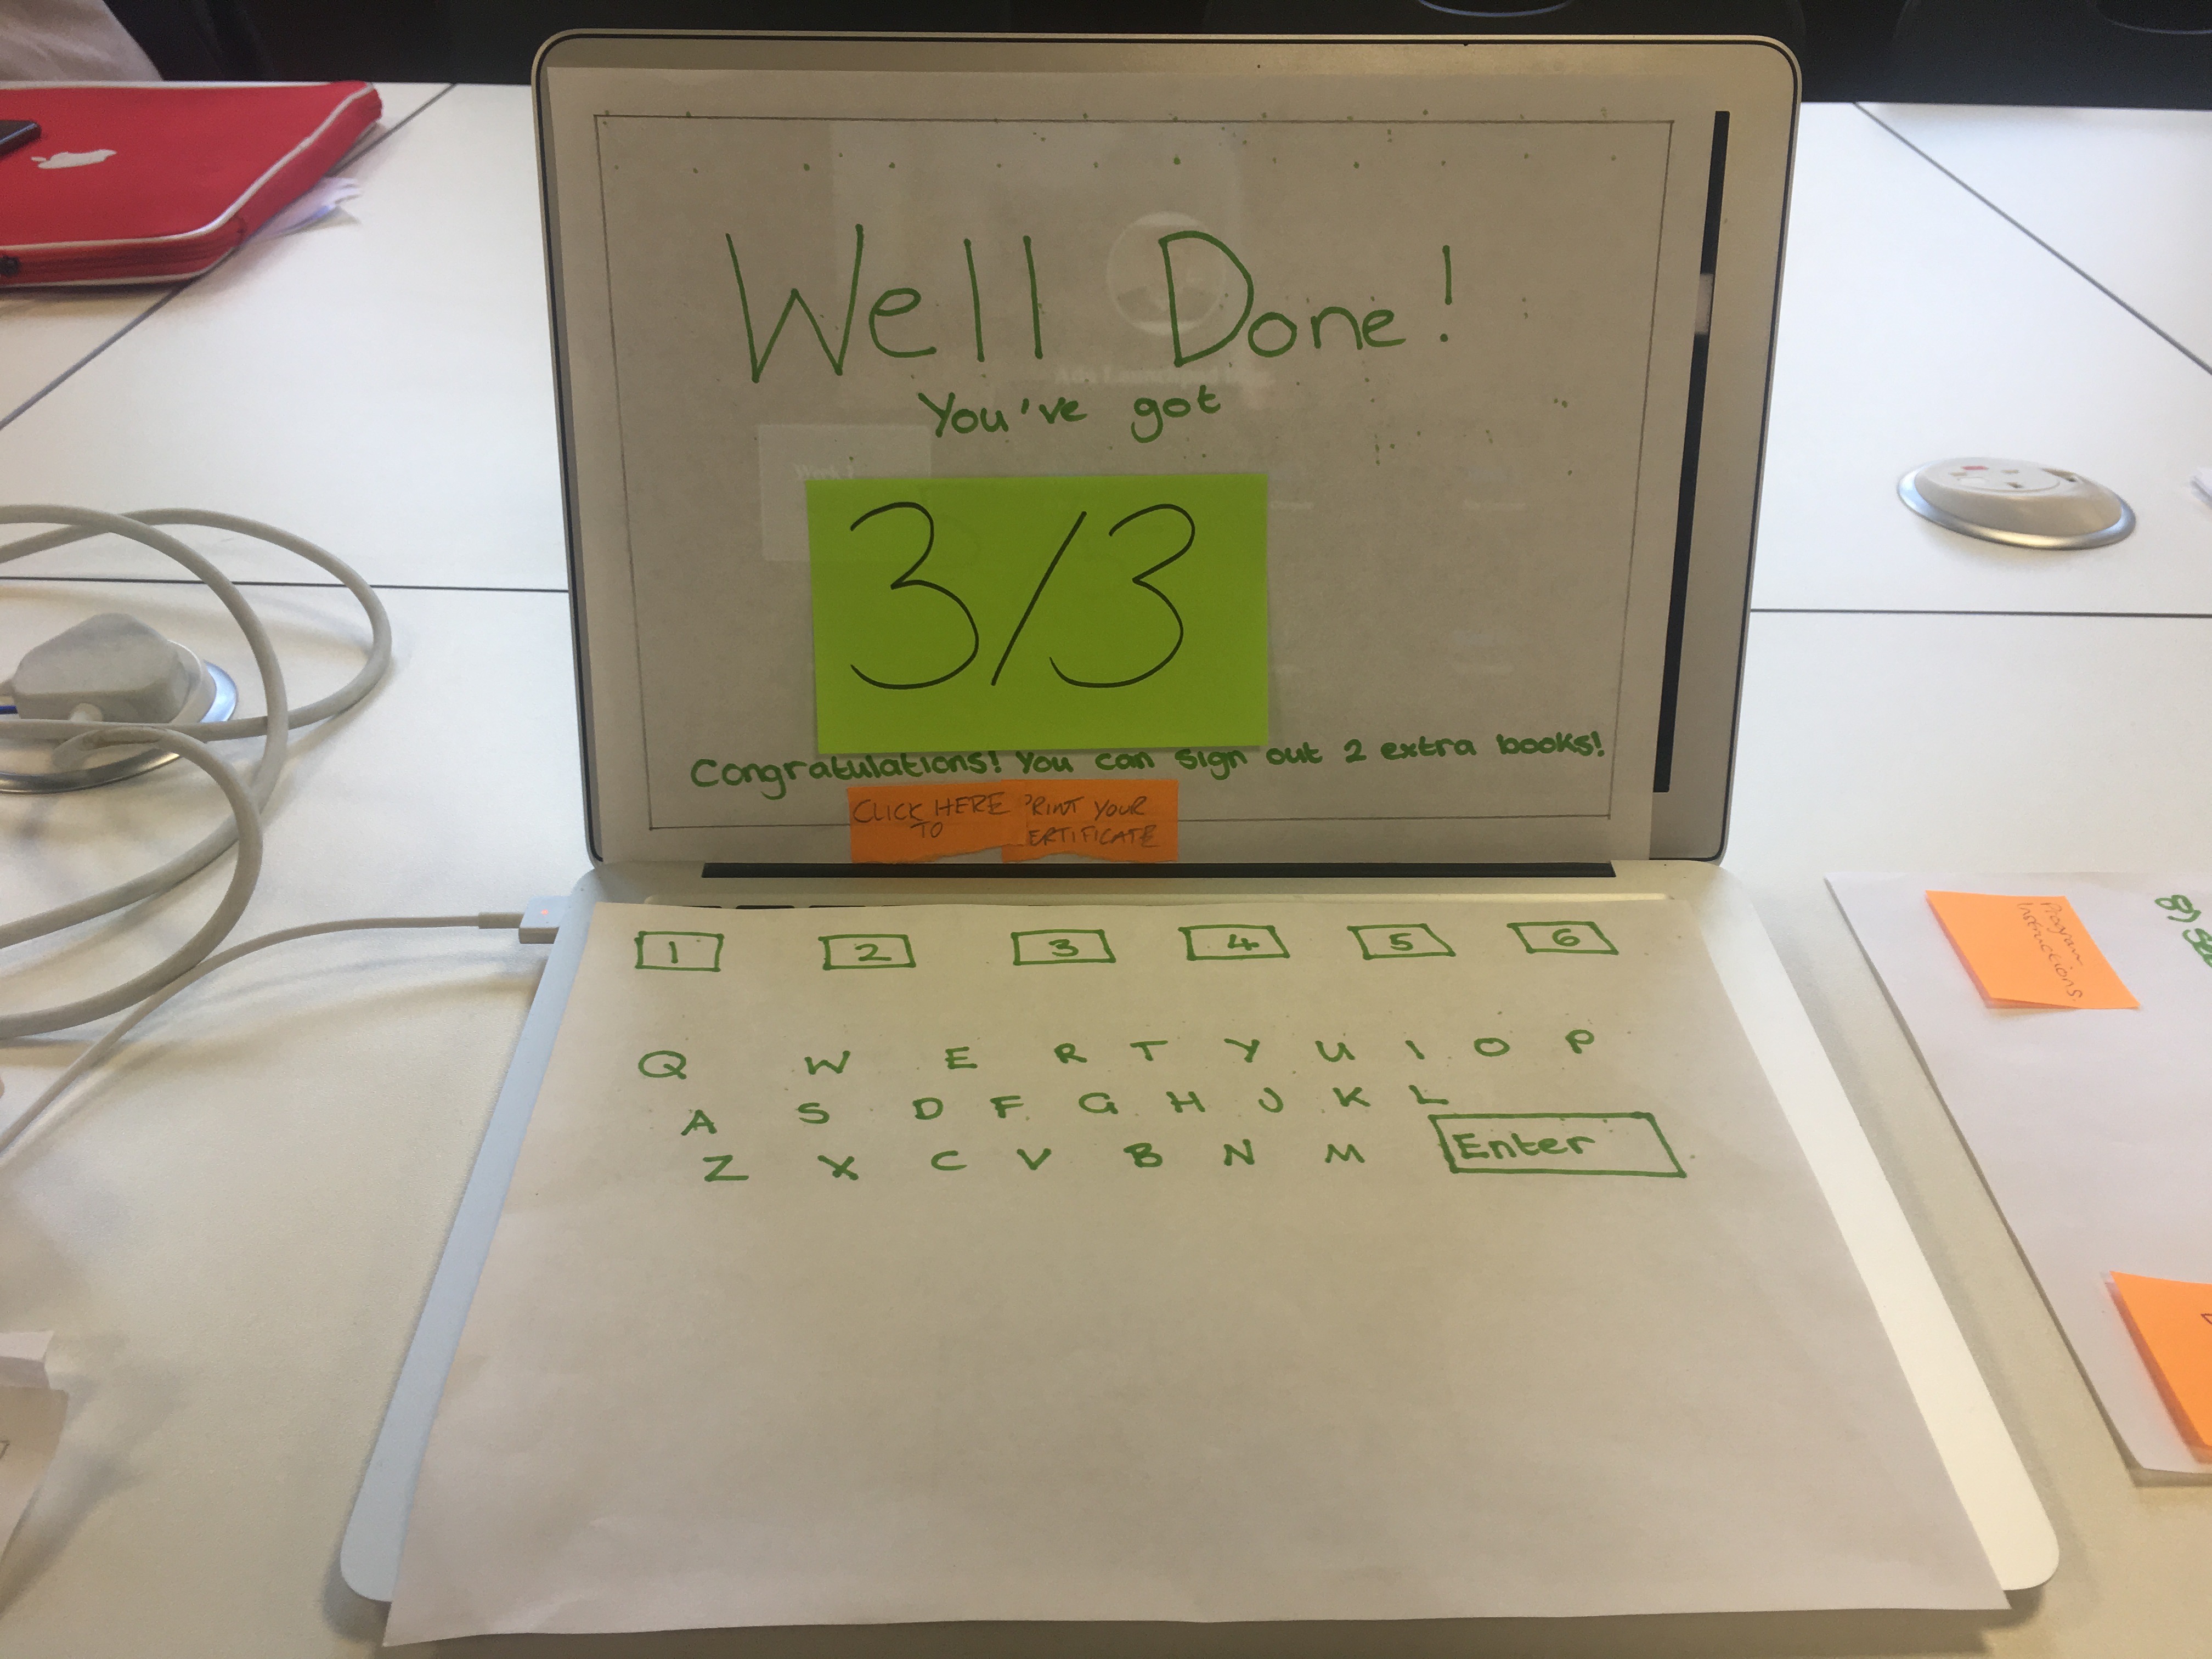 Well Done!
You've got
3/3
Congratulations! You can sign out 2 extra books!
CLICK HERE
TO
RINT YOUR
ERTIFICATE
1 2 3 4 5 6
Q W E R T Y U I O P
A S D F G H J K L
Z X C V B N M Enter
Program
Instructions.